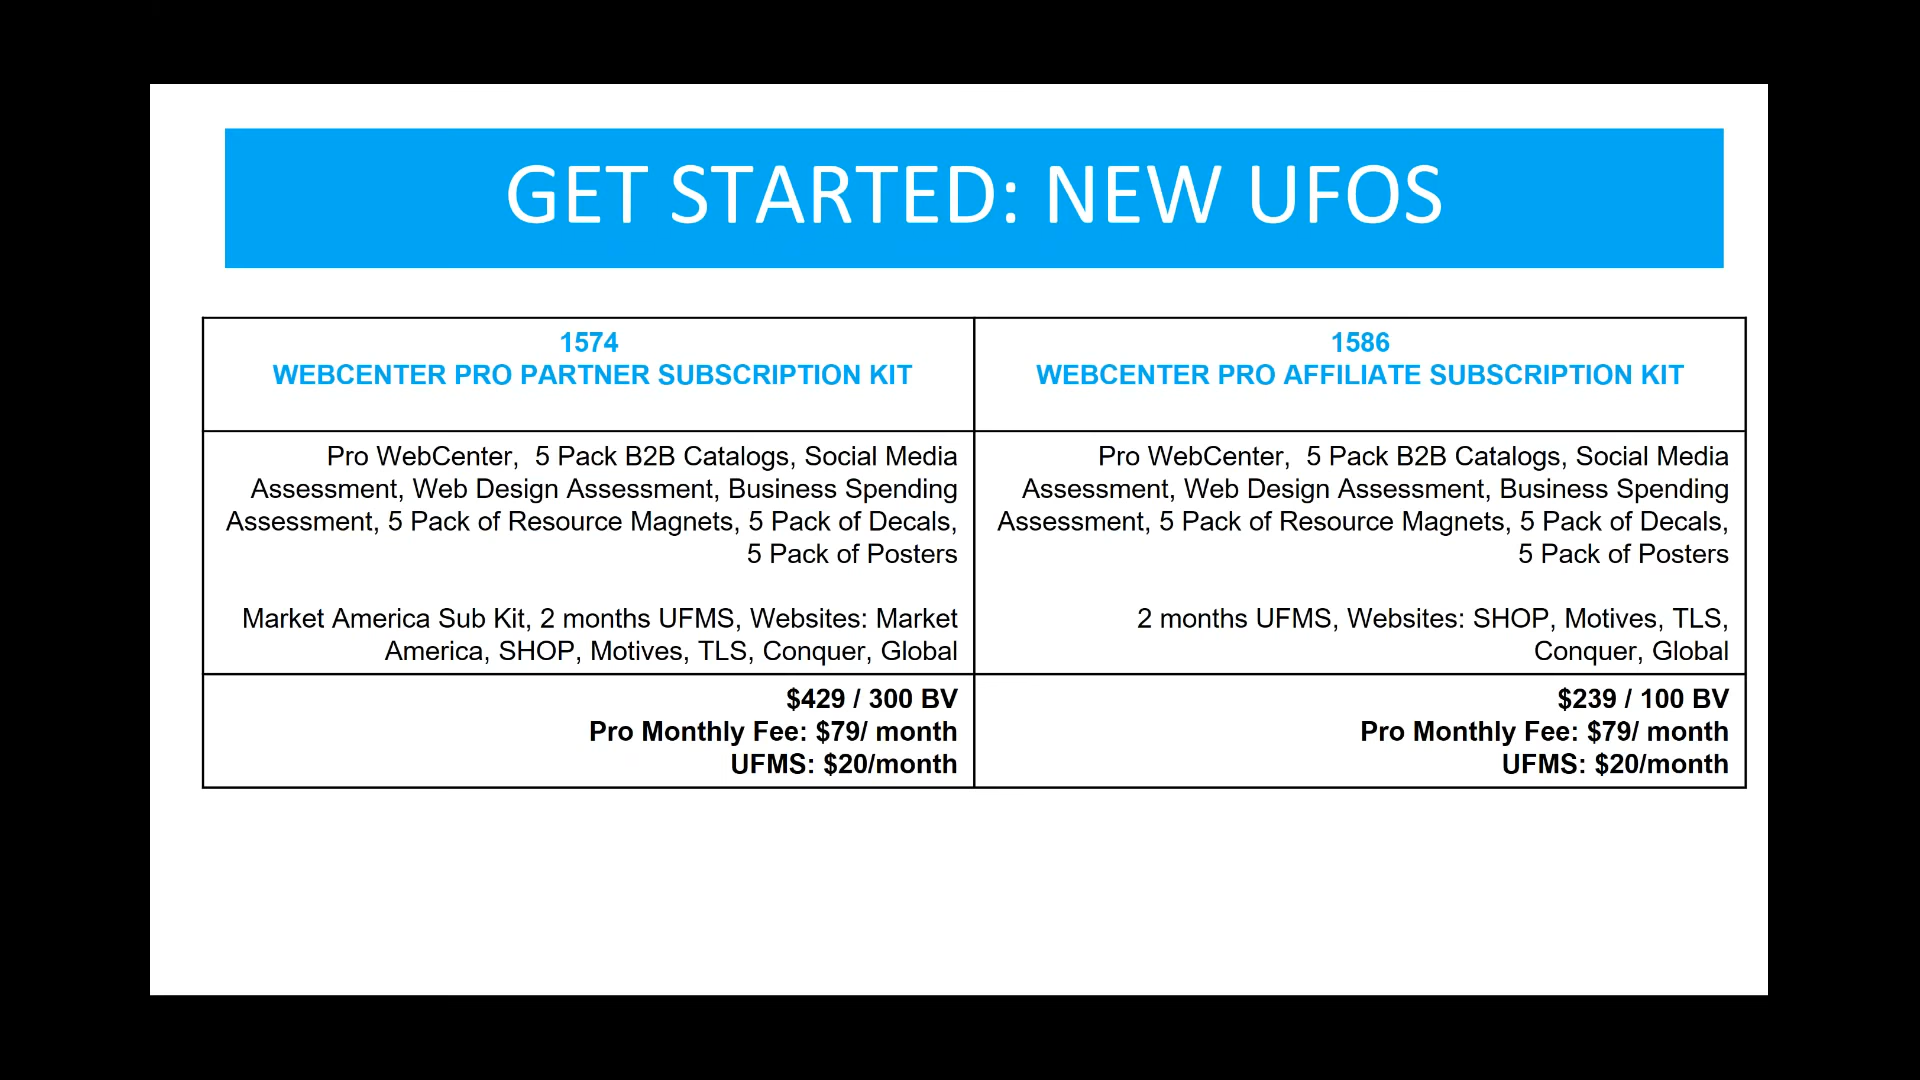 GET STARTED: NEW UFOS
1574
WEBCENTER PRO PARTNER SUBSCRIPTION KIT
Pro WebCenter, 5 Pack B2B Catalogs, Social Media
Assessment, Web Design Assessment, Business Spending
Assessment, 5 Pack of Resource Magnets, 5 Pack of Decals,
5 Pack of Posters
Market America Sub Kit, 2 months UFMS, Websites: Market
America, SHOP, Motives, TLS, Conquer, Global
$429 / 300 BV
Pro Monthly Fee: $79/ month
UFMS: $20/month
1586
WEBCENTER PRO AFFILIATE SUBSCRIPTION KIT
Pro WebCenter, 5 Pack B2B Catalogs, Social Media
Assessment, Web Design Assessment, Business Spending
Assessment, 5 Pack of Resource Magnets, 5 Pack of Decals,
5 Pack of Posters
2 months UFMS, Websites: SHOP, Motives, TLS,
Conquer, Global
$239 / 100 BV
Pro Monthly Fee: $79/ month
UFMS: $20/month